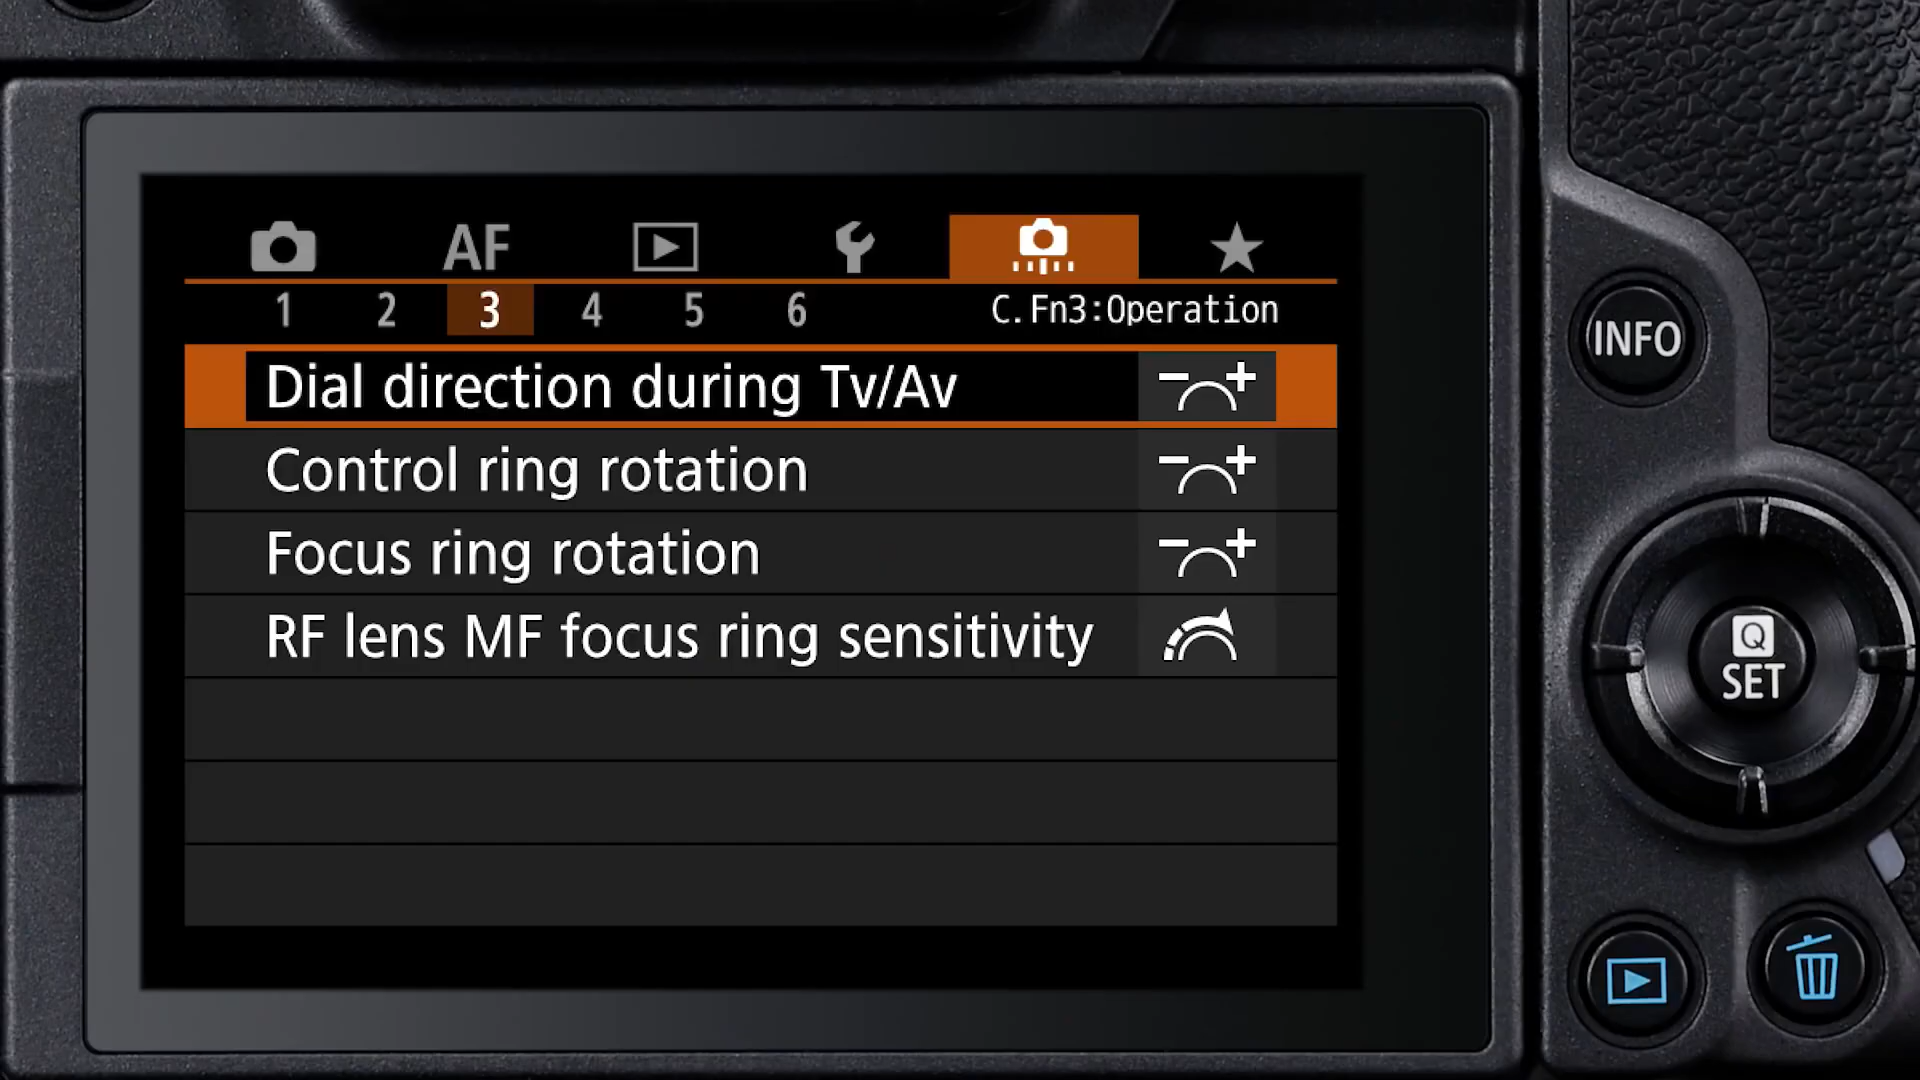 AF
1 2 3 4 5 6 C.Fn3:Operation
Dial direction during Tv/Av
Control ring rotation
Focus ring rotation
RF lens MF focus ring sensitivity
INFO
Q
SET